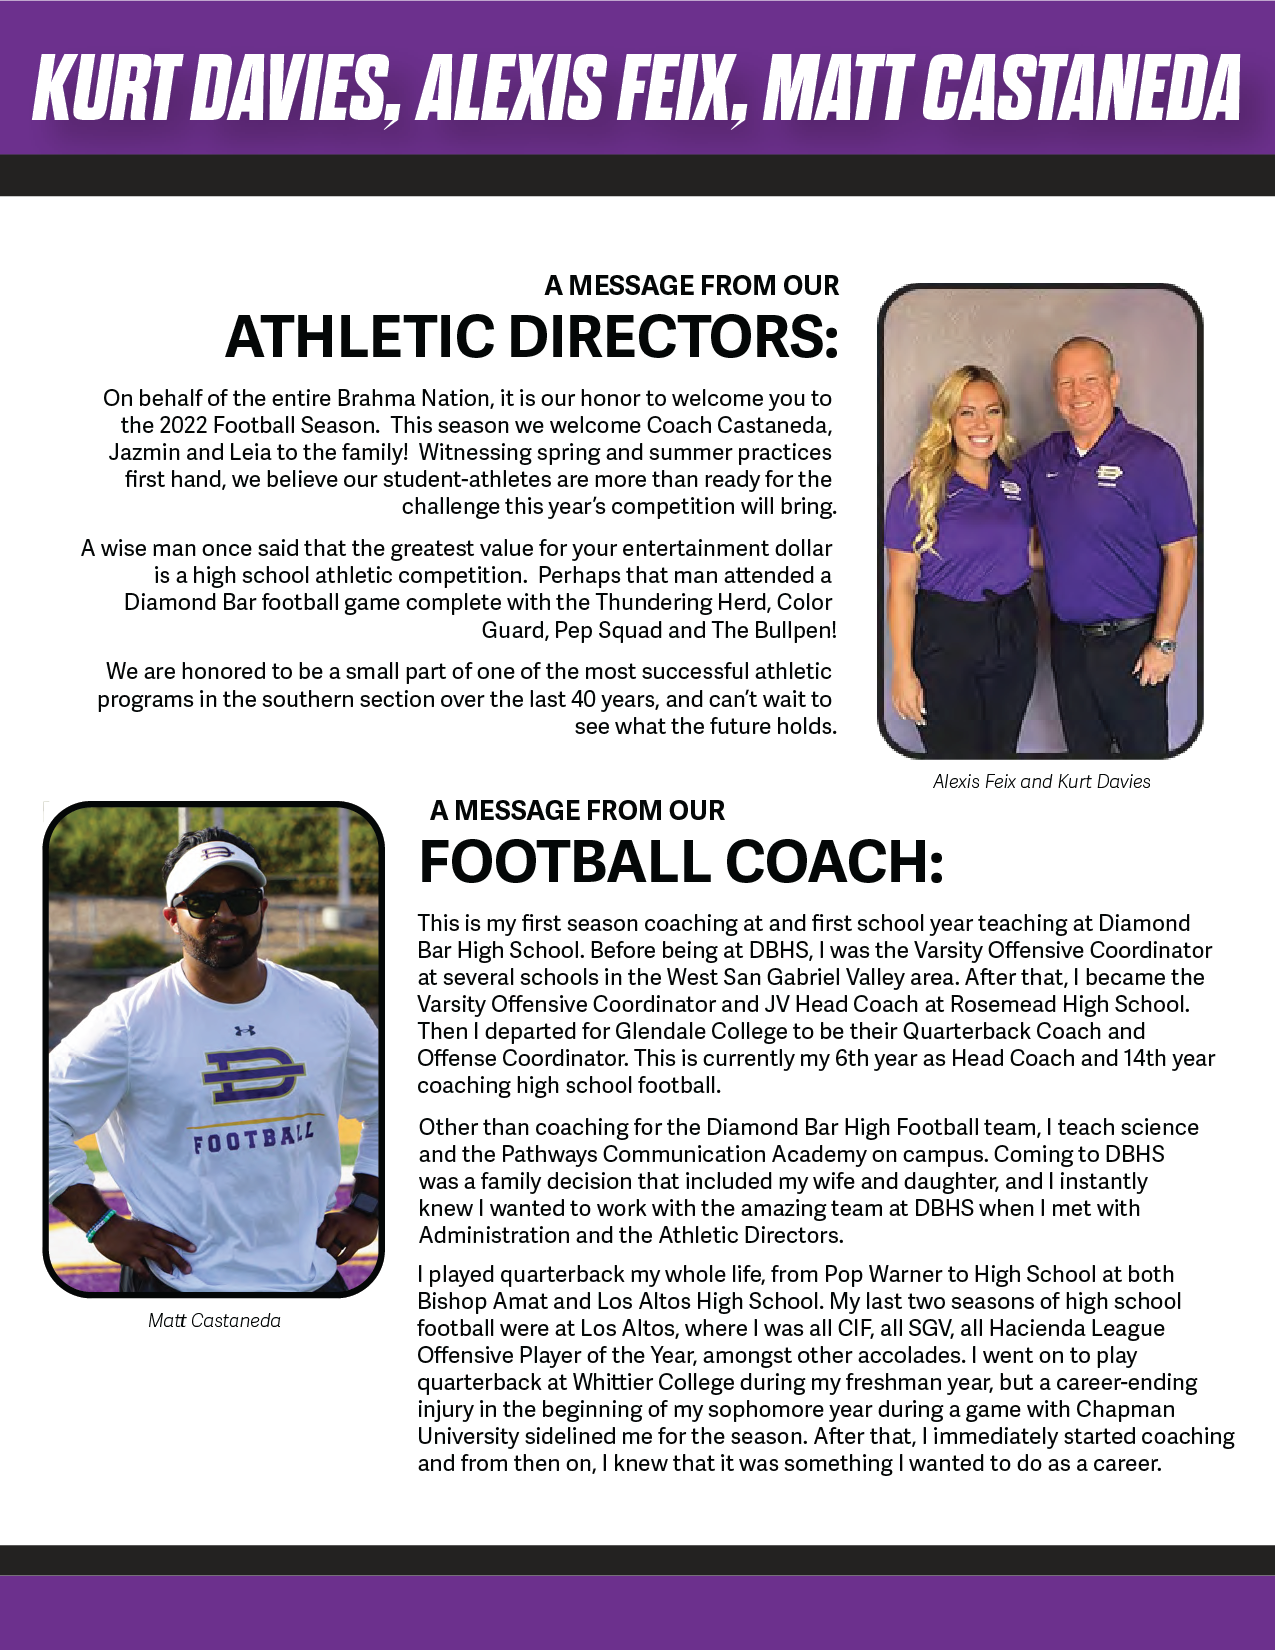 KURT DAVIES, ALEXIS FEIX, MATT CASTANEDA
A MESSAGE FROM OUR
ATHLETIC DIRECTORS:
On behalf of the entire Brahma Nation, it is our honor to welcome you to
the 2022 Football Season.  This season we welcome Coach Castaneda,
Jazmin and Leia to the family!  Witnessing spring and summer practices
first hand, we believe our student-athletes are more than ready for the
challenge this year’s competition will bring.
A wise man once said that the greatest value for your entertainment dollar
is a high school athletic competition.  Perhaps that man attended a
Diamond Bar football game complete with the Thundering Herd, Color
Guard, Pep Squad and The Bullpen!
We are honored to be a small part of one of the most successful athletic
programs in the southern section over the last 40 years, and can’t wait to
see what the future holds.
Alexis Feix and Kurt Davies
A MESSAGE FROM OUR
FOOTBALL COACH:
This is my first season coaching at and first school year teaching at Diamond
Bar High School. Before being at DBHS, I was the Varsity Offensive Coordinator
at several schools in the West San Gabriel Valley area. After that, I became the
Varsity Offensive Coordinator and JV Head Coach at Rosemead High School.
Then I departed for Glendale College to be their Quarterback Coach and
Offense Coordinator. This is currently my 6th year as Head Coach and 14th year
coaching high school football.
Other than coaching for the Diamond Bar High Football team, I teach science
and the Pathways Communication Academy on campus. Coming to DBHS
was a family decision that included my wife and daughter, and I instantly
knew I wanted to work with the amazing team at DBHS when I met with
Administration and the Athletic Directors.
I played quarterback my whole life, from Pop Warner to High School at both
Bishop Amat and Los Altos High School. My last two seasons of high school
football were at Los Altos, where I was all CIF, all SGV, all Hacienda League
Offensive Player of the Year, amongst other accolades. I went on to play
quarterback at Whittier College during my freshman year, but a career-ending
injury in the beginning of my sophomore year during a game with Chapman
University sidelined me for the season. After that, I immediately started coaching
and from then on, I knew that it was something I wanted to do as a career.
DB
FOOTBALL
Matt Castaneda